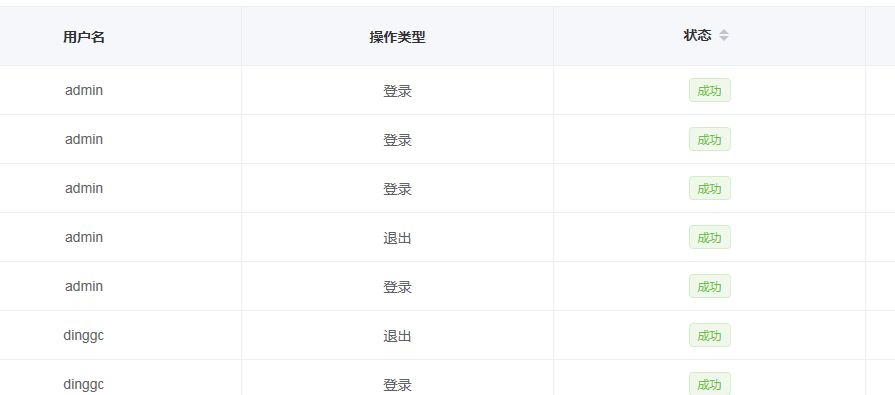 用户名 操作类型 状态
admin 登录 成功
admin 登录 成功
admin 登录 成功
admin 退出 成功
admin 登录 成功
dinggc 退出 成功
dinggc 登录 成功